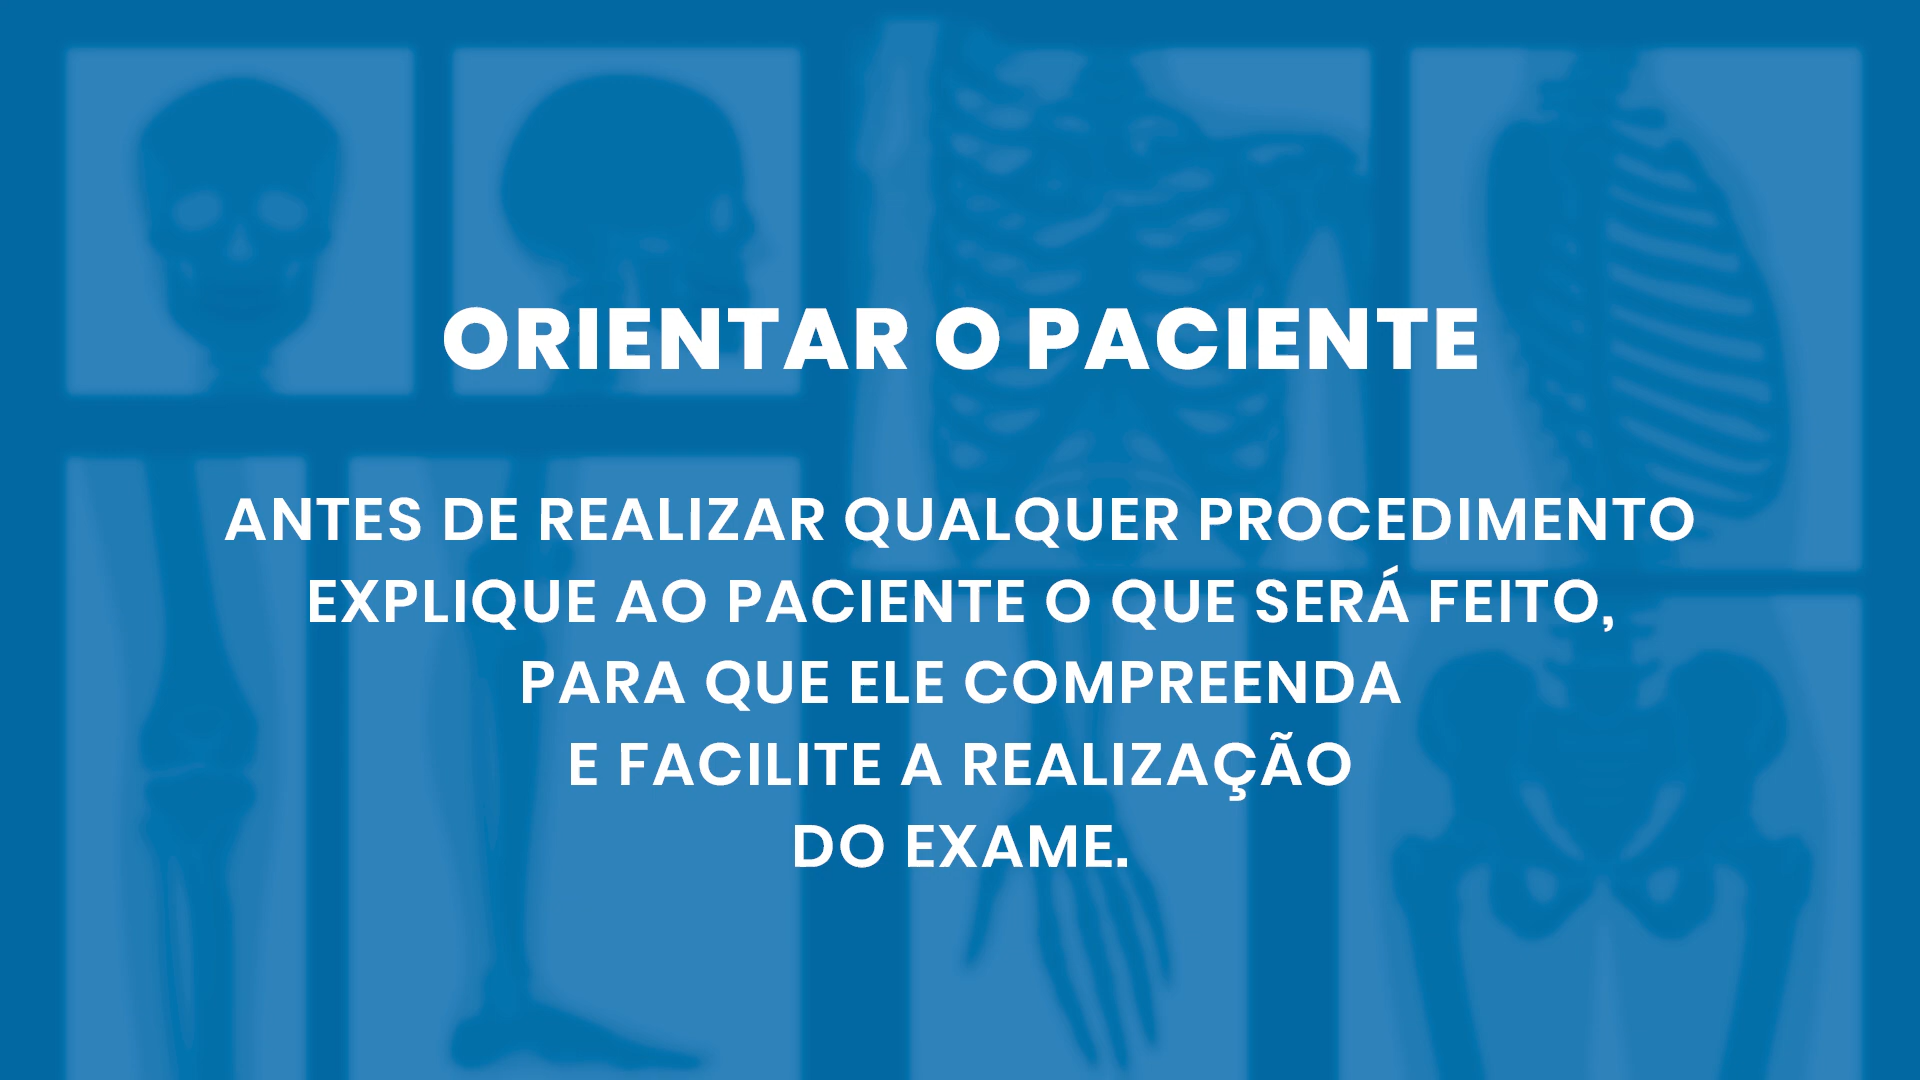 ORIENTAR O PACIENTE
ANTES DE REALIZAR QUALQUER PROCEDIMENTO
EXPLIQUE AO PACIENTE O QUE SERÁ FEITO,
PARA QUE ELE COMPREENDA
E FACILITE A REALIZAÇÃO
DO EXAME.